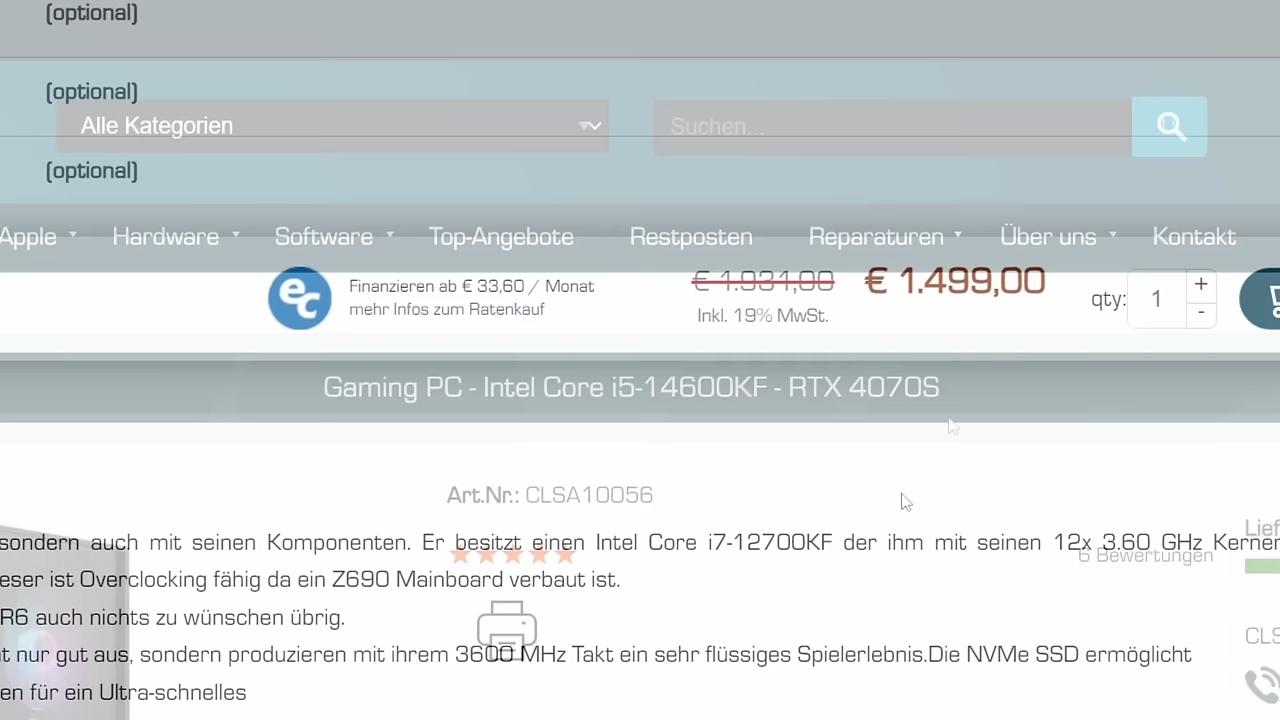 (optional)
(optional)
Alle Kategorien
Suchen...
(optional)
Apple Hardware Software Top-Angebote Restposten Reparaturen Über uns Kontakt
ec
Finanzieren ab € 33,60 / Monat
mehr Infos zum Ratenkauf
€ 1.931,00 € 1.499,00
Inkl. 19% MwSt.
qty: 1 + -
Gaming PC - Intel Core i5-14600KF - RTX 4070S
Art.Nr.: CLSA10056
Lief
sondern auch mit seinen Komponenten. Er besitzt einen Intel Core i7-12700KF der ihm mit seinen 12x 3.60 GHz Kerner
6 Bewertungen
eser ist Overclocking fähig da ein Z690 Mainboard verbaut ist.
R6 auch nichts zu wünschen übrig.
CLS
t nur gut aus, sondern produzieren mit ihrem 3600 MHz Takt ein sehr flüssiges Spielerlebnis.Die NVMe SSD ermöglicht
en für ein Ultra-schnelles